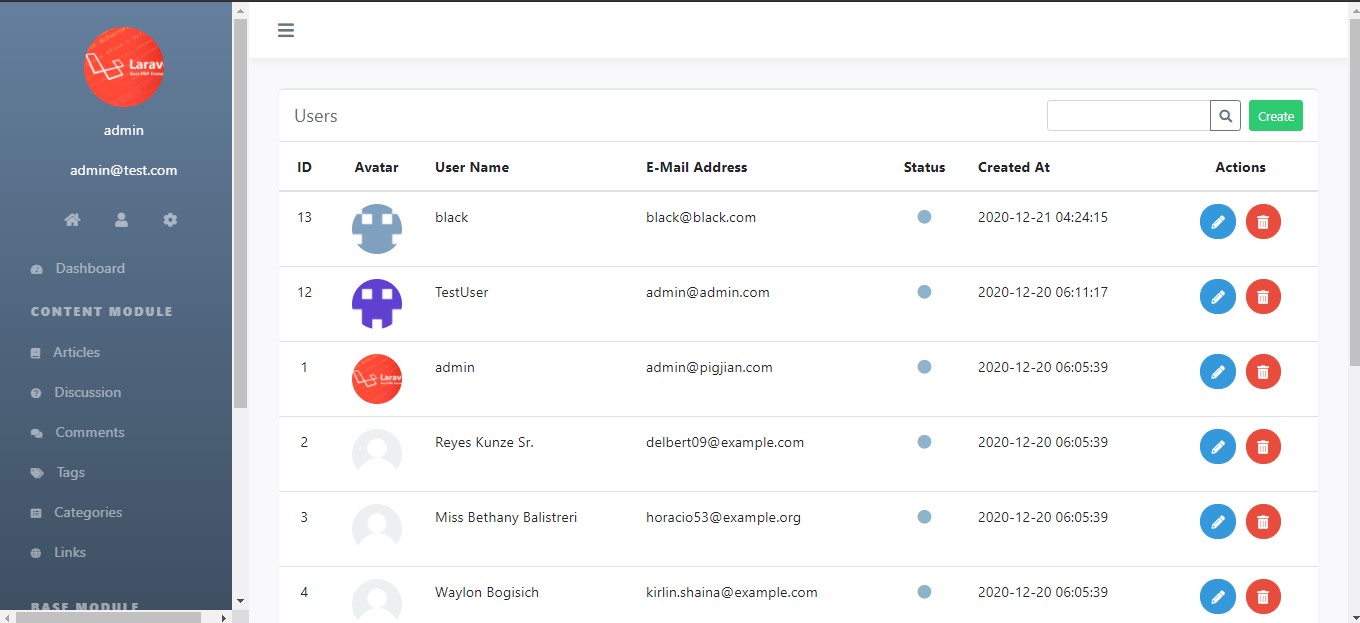 Larav
admin
admin@test.com
Dashboard
CONTENT MODULE
Articles
Discussion
Comments
Tags
Categories
Links
BASE MODULE
Users
Create
ID Avatar User Name E-Mail Address Status Created At Actions
13 black black@black.com 2020-12-21 04:24:15
12 TestUser admin@admin.com 2020-12-20 06:11:17
1 Larav admin admin@pigjian.com 2020-12-20 06:05:39
2 Reyes Kunze Sr. delbert09@example.com 2020-12-20 06:05:39
3 Miss Bethany Balistreri horacio53@example.org 2020-12-20 06:05:39
4 Waylon Bogisich kirlin.shaina@example.com 2020-12-20 06:05:39